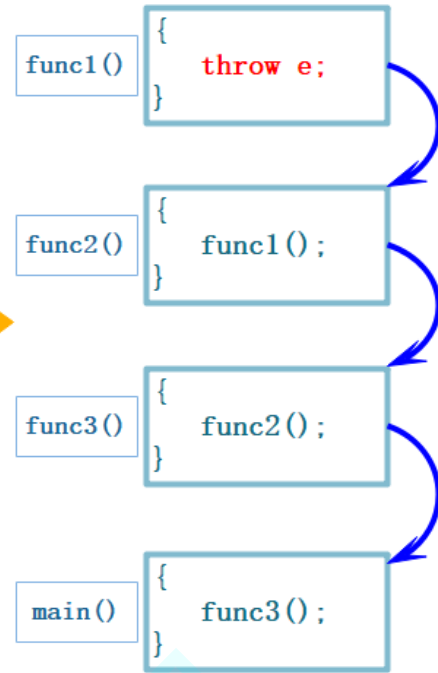 {
func1() throw e;
}
{
func2() func1();
}
{
func3() func2();
}
{
main() func3();
}